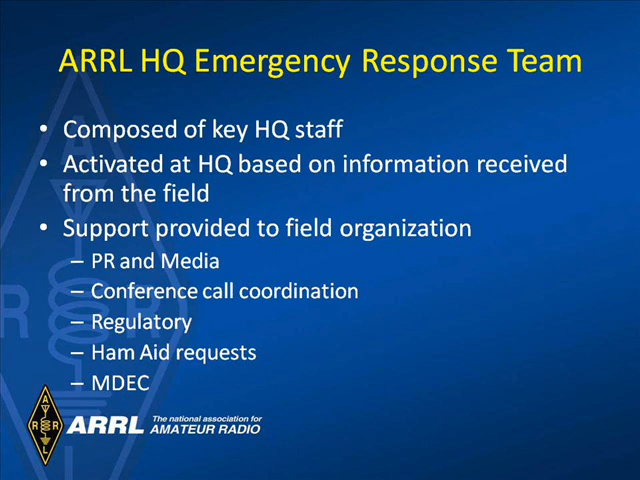 ARRL HQ Emergency Response Team
• Composed of key HQ staff
• Activated at HQ based on information received
from the field
• Support provided to field organization
– PR and Media
– Conference call coordination
– Regulatory
– Ham Aid requests
– MDEC
A
R R
L
ARRL The national association for
AMATEUR RADIO